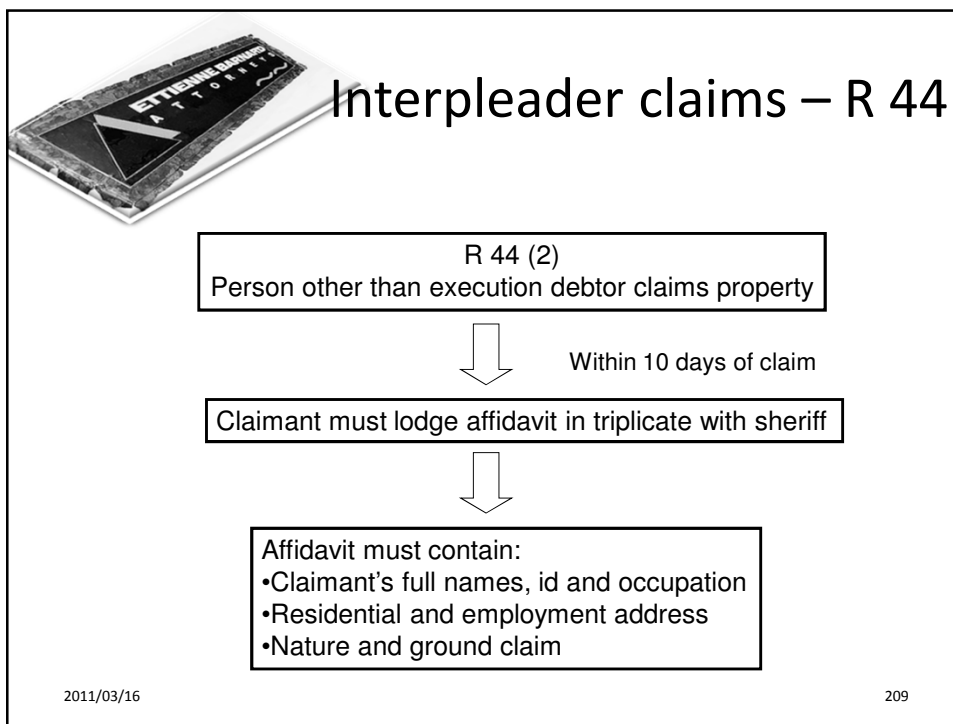 ETTIENNE BARNARD
ATTORNEYS
Interpleader claims – R 44
R 44 (2)
Person other than execution debtor claims property
Within 10 days of claim
Claimant must lodge affidavit in triplicate with sheriff
Affidavit must contain:
•Claimant's full names, id and occupation
•Residential and employment address
•Nature and ground claim
2011/03/16
209